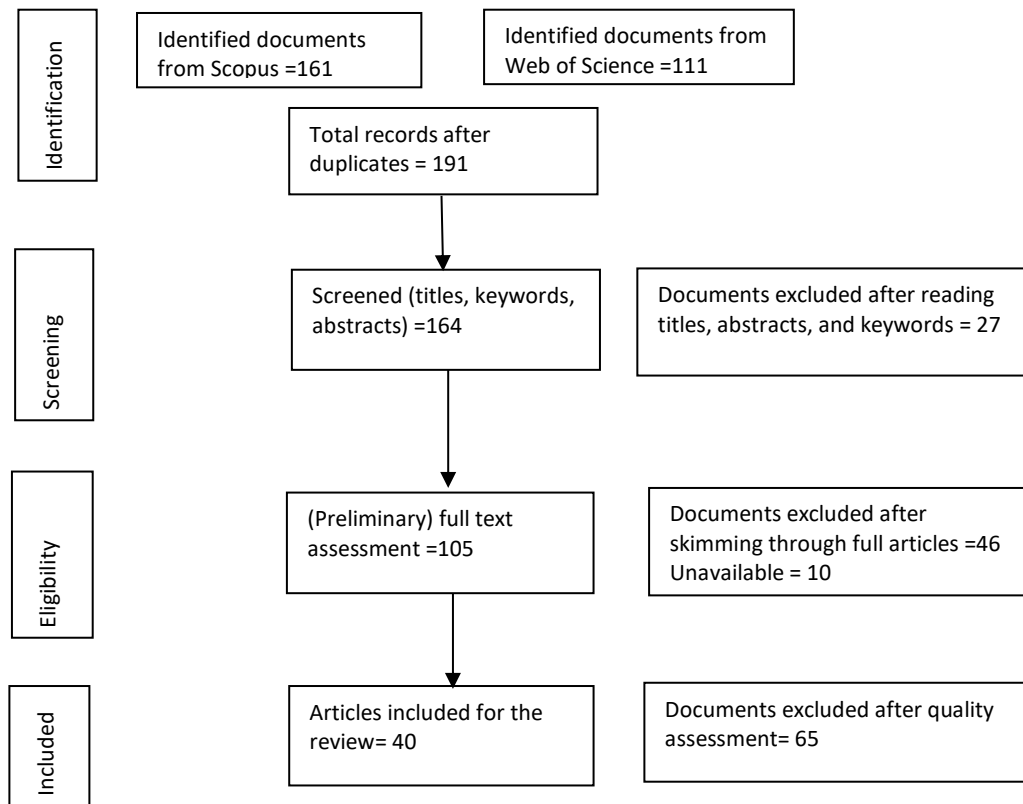 Identification
Identified documents
from Scopus =161
Identified documents from
Web of Science =111
Total records after
duplicates = 191
Screening
Screened (titles, keywords,
abstracts) =164
Documents excluded after reading
titles, abstracts, and keywords = 27
Eligibility
(Preliminary) full text
assessment =105
Documents excluded after
skimming through full articles =46
Unavailable = 10
Included
Articles included for the
review= 40
Documents excluded after quality
assessment= 65